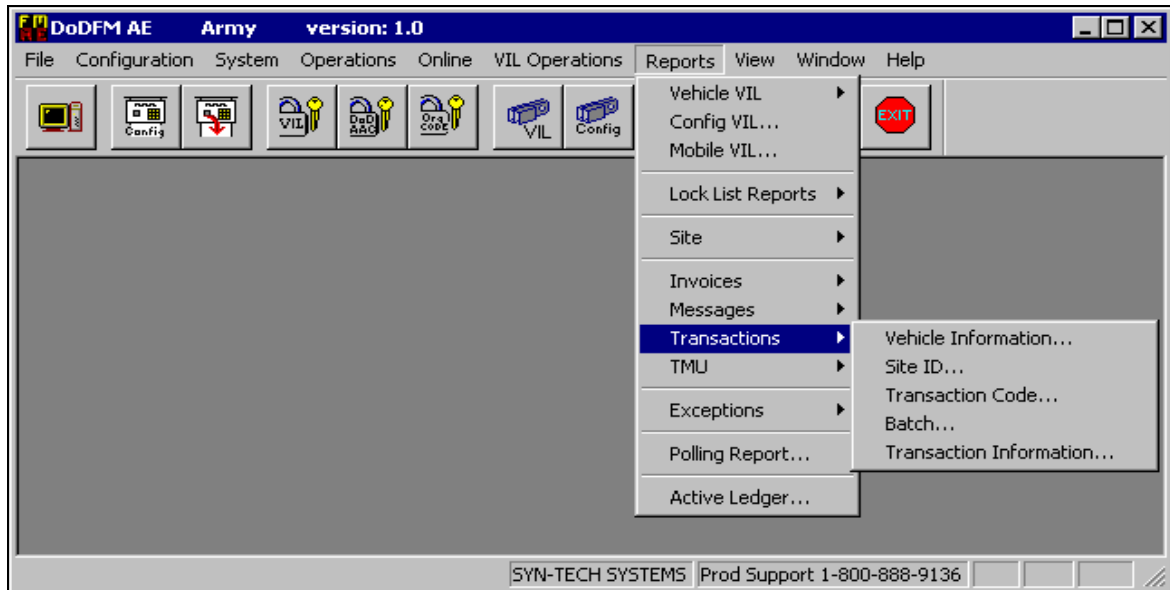 DoDFM AE Army version: 1.0
File Configuration System Operations Online VIL Operations Reports View Window Help
Config VIL DoD AAC Org CODE VIL Config EXIT
Vehicle VIL
Config VIL...
Mobile VIL...
Lock List Reports
Site
Invoices
Messages
Transactions
TMU
Exceptions
Polling Report...
Active Ledger...
Vehicle Information...
Site ID...
Transaction Code...
Batch...
Transaction Information...
SYN-TECH SYSTEMS Prod Support 1-800-888-9136